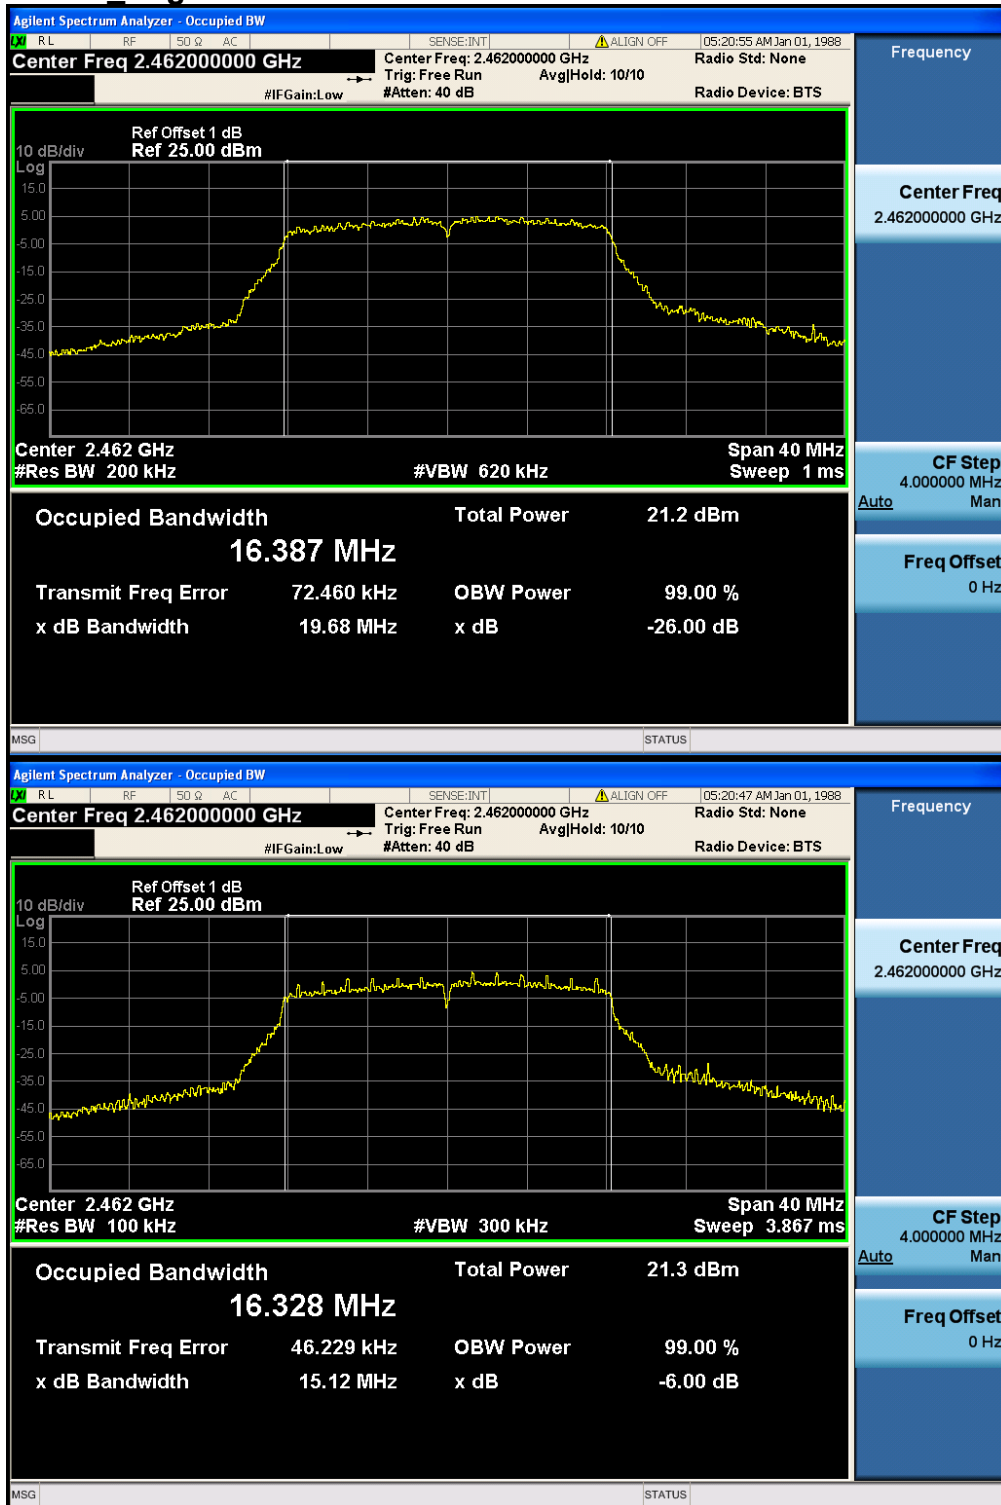 Agilent Spectrum Analyzer - Occupied BW
LXI RL RF 50 Ω AC SENSE:INT ALIGN OFF 05:20:55 AM Jan 01, 1988
Center Freq 2.462000000 GHz
Center Freq: 2.462000000 GHz
Radio Std: None
Trig: Free Run Avg|Hold: 10/10
#IFGain:Low #Atten: 40 dB Radio Device: BTS
Frequency
Ref Offset 1 dB
10 dB/div Ref 25.00 dBm
Log
15.0
5.00
-5.00
-15.0
-25.0
-35.0
-45.0
-55.0
-65.0
Center 2.462 GHz Span 40 MHz
#Res BW 200 kHz #VBW 620 kHz Sweep 1 ms
Occupied Bandwidth Total Power 21.2 dBm
16.387 MHz
Transmit Freq Error 72.460 kHz OBW Power 99.00 %
x dB Bandwidth 19.68 MHz x dB -26.00 dB
Center Freq
2.462000000 GHz
CF Step
4.000000 MHz
Auto Man
Freq Offset
0 Hz
MSG STATUS
Agilent Spectrum Analyzer - Occupied BW
LXI RL RF 50 Ω AC SENSE:INT ALIGN OFF 05:20:47 AM Jan 01, 1988
Center Freq 2.462000000 GHz
Center Freq: 2.462000000 GHz
Radio Std: None
Trig: Free Run Avg|Hold: 10/10
#IFGain:Low #Atten: 40 dB Radio Device: BTS
Frequency
Ref Offset 1 dB
10 dB/div Ref 25.00 dBm
Log
15.0
5.00
-5.00
-15.0
-25.0
-35.0
-45.0
-55.0
-65.0
Center 2.462 GHz Span 40 MHz
#Res BW 100 kHz #VBW 300 kHz Sweep 3.867 ms
Occupied Bandwidth Total Power 21.3 dBm
16.328 MHz
Transmit Freq Error 46.229 kHz OBW Power 99.00 %
x dB Bandwidth 15.12 MHz x dB -6.00 dB
Center Freq
2.462000000 GHz
CF Step
4.000000 MHz
Auto Man
Freq Offset
0 Hz
MSG STATUS